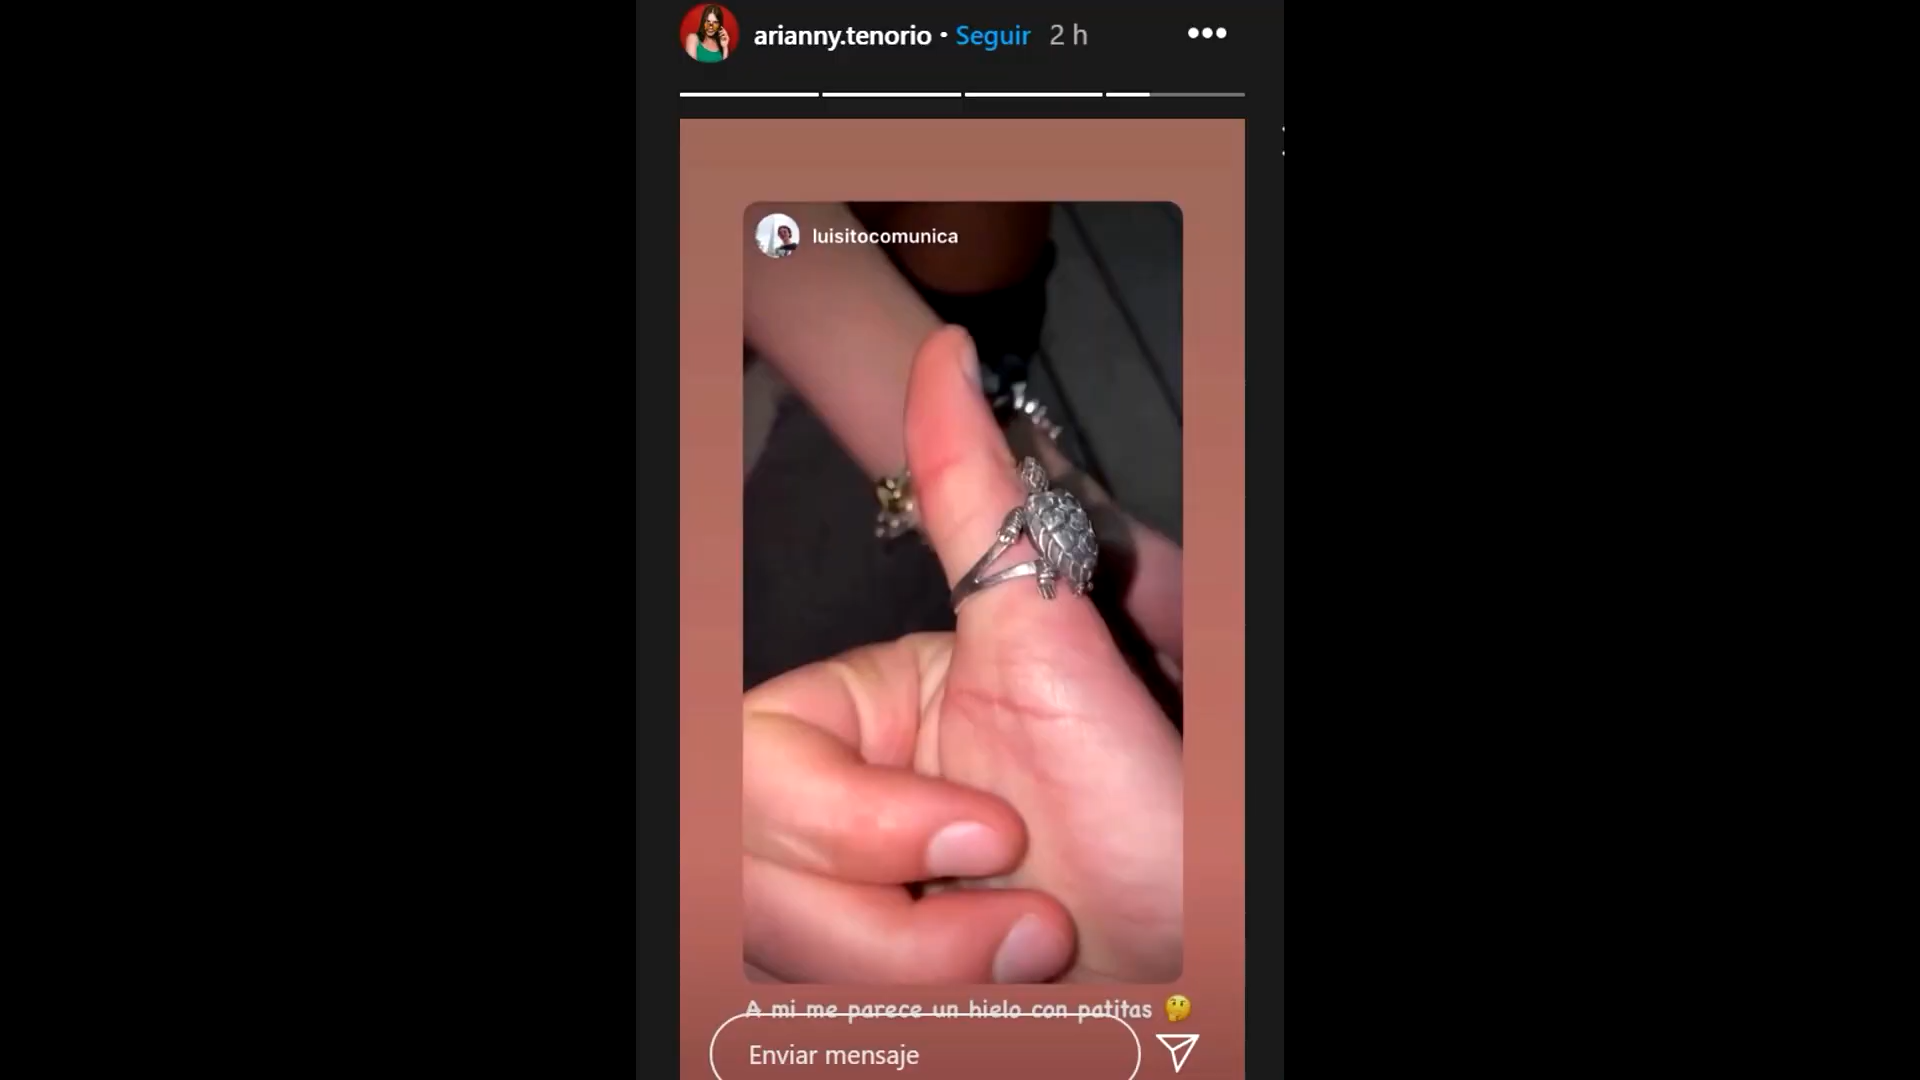 arianny.tenorio • Seguir 2 h
luisitocomunica
A mi me parece un hielo con patitas 🤔
Enviar mensaje